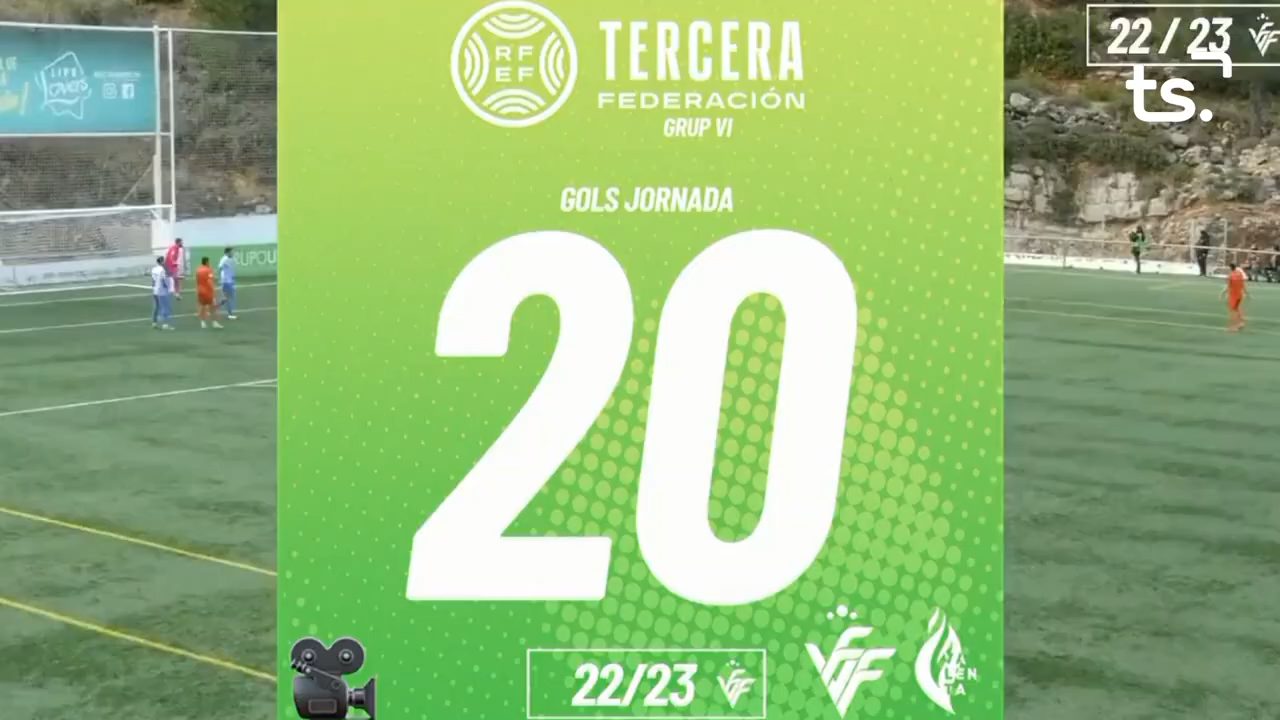 RF
EF
TERCERA
FEDERACIÓN
GRUP VI
GOLS JORNADA
20
22/23
22 / 23
ts.